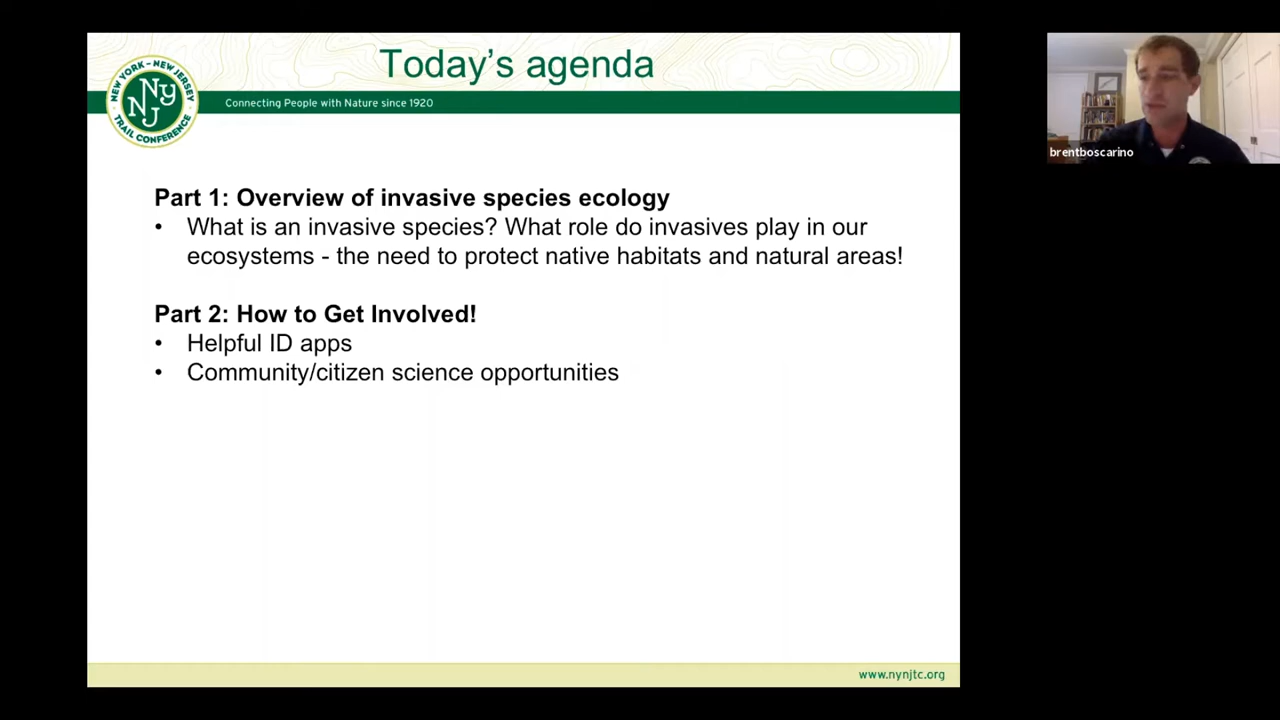 Today's agenda
NEW YORK – NEW JERSEY
NY
NJ
TRAIL CONFERENCE
Connecting People with Nature since 1920
Part 1: Overview of invasive species ecology
• What is an invasive species? What role do invasives play in our
ecosystems - the need to protect native habitats and natural areas!
Part 2: How to Get Involved!
• Helpful ID apps
• Community/citizen science opportunities
www.nynjtc.org
brentboscarino